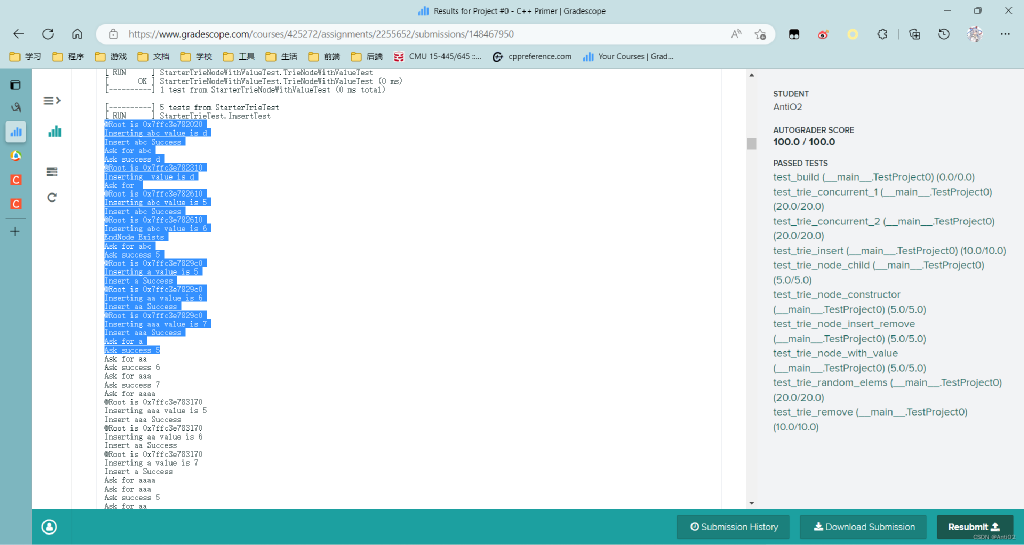 Results for Project #0 - C++ Primer | Gradescope
https://www.gradescope.com/courses/425272/assignments/2255652/submissions/148467950
学习 程序 游戏 文档 学校 工具 生活 前端 后端 CMU 15-445/645 ::... cppreference.com Your Courses | Grad...
[ RUN ] StarterTrieNodeWithValueTest.TrieNodeWithValueTest
[ OK ] StarterTrieNodeWithValueTest.TrieNodeWithValueTest (0 ms)
[----------] 1 test from StarterTrieNodeWithValueTest (0 ms total)
[----------] 5 tests from StarterTrieTest
[ RUN ] StarterTrieTest.InsertTest
@Root is 0x7ffc3e782020
Inserting abc value is d
Insert abc Success
Ask for abc
Ask success d
@Root is 0x7ffc3e782310
Inserting  value is d
Ask for
@Root is 0x7ffc3e782610
Inserting abc value is 5
Insert abc Success
@Root is 0x7ffc3e782610
Inserting abc value is 6
EndNode Exists
Ask for abc
Ask success 5
@Root is 0x7ffc3e7829c0
Inserting a value is 5
Insert a Success
@Root is 0x7ffc3e7829c0
Inserting aa value is 6
Insert aa Success
@Root is 0x7ffc3e7829c0
Inserting aaa value is 7
Insert aaa Success
Ask for a
Ask success 5
Ask for aa
Ask success 6
Ask for aaa
Ask success 7
Ask for aaaa
@Root is 0x7ffc3e783170
Inserting aaa value is 5
Insert aaa Success
@Root is 0x7ffc3e783170
Inserting aa value is 6
Insert aa Success
@Root is 0x7ffc3e783170
Inserting a value is 7
Insert a Success
Ask for aaaa
Ask for aaa
Ask success 5
Ask for aa
STUDENT
AntiO2
AUTOGRADER SCORE
100.0 / 100.0
PASSED TESTS
test_build (__main__.TestProject0) (0.0/0.0)
test_trie_concurrent_1 (__main__.TestProject0)
(20.0/20.0)
test_trie_concurrent_2 (__main__.TestProject0)
(20.0/20.0)
test_trie_insert (__main__.TestProject0) (10.0/10.0)
test_trie_node_child (__main__.TestProject0)
(5.0/5.0)
test_trie_node_constructor
(__main__.TestProject0) (5.0/5.0)
test_trie_node_insert_remove
(__main__.TestProject0) (5.0/5.0)
test_trie_node_with_value
(__main__.TestProject0) (5.0/5.0)
test_trie_random_elems (__main__.TestProject0)
(20.0/20.0)
test_trie_remove (__main__.TestProject0)
(10.0/10.0)
Submission History Download Submission Resubmit
CSDN @AntiO2